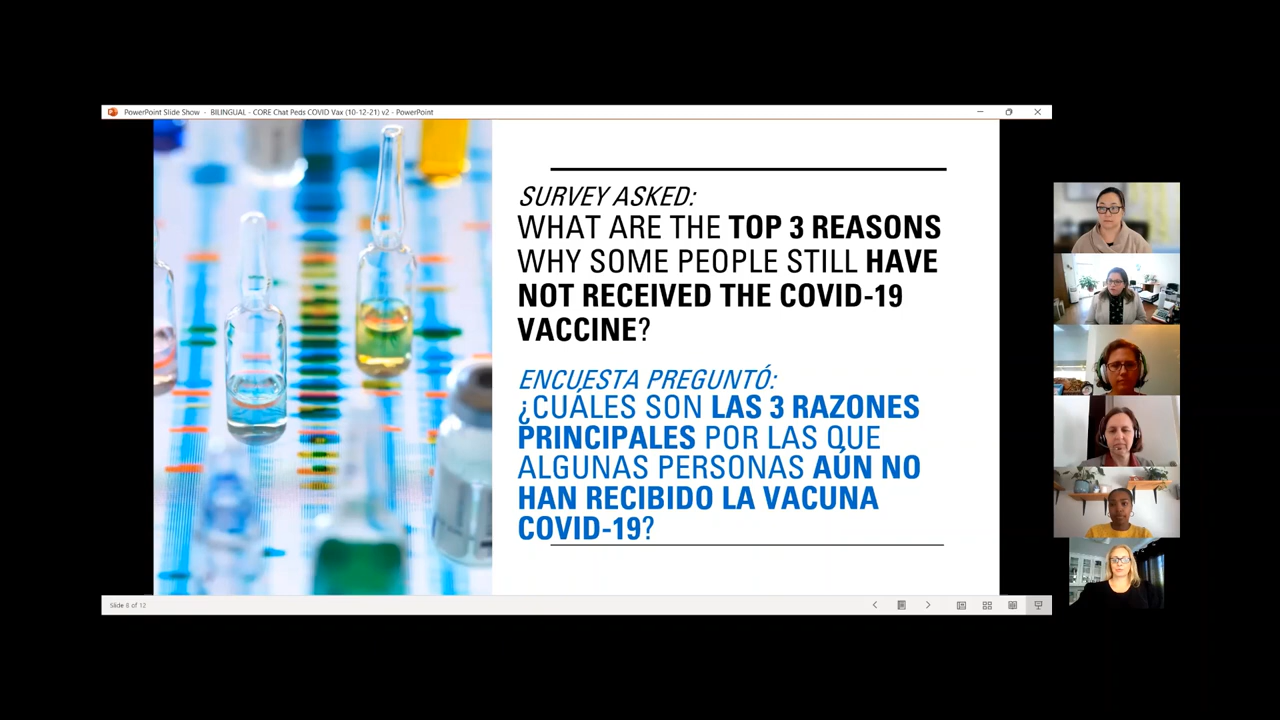 PowerPoint Slide Show - BILINGUAL - CORE Chat Peds COVID Vax (10-12-21) v2 - PowerPoint
SURVEY ASKED:
WHAT ARE THE TOP 3 REASONS
WHY SOME PEOPLE STILL HAVE
NOT RECEIVED THE COVID-19
VACCINE?
ENCUESTA PREGUNTÓ:
¿CUÁLES SON LAS 3 RAZONES
PRINCIPALES POR LAS QUE
ALGUNAS PERSONAS AÚN NO
HAN RECIBIDO LA VACUNA
COVID-19?
Slide 8 of 12